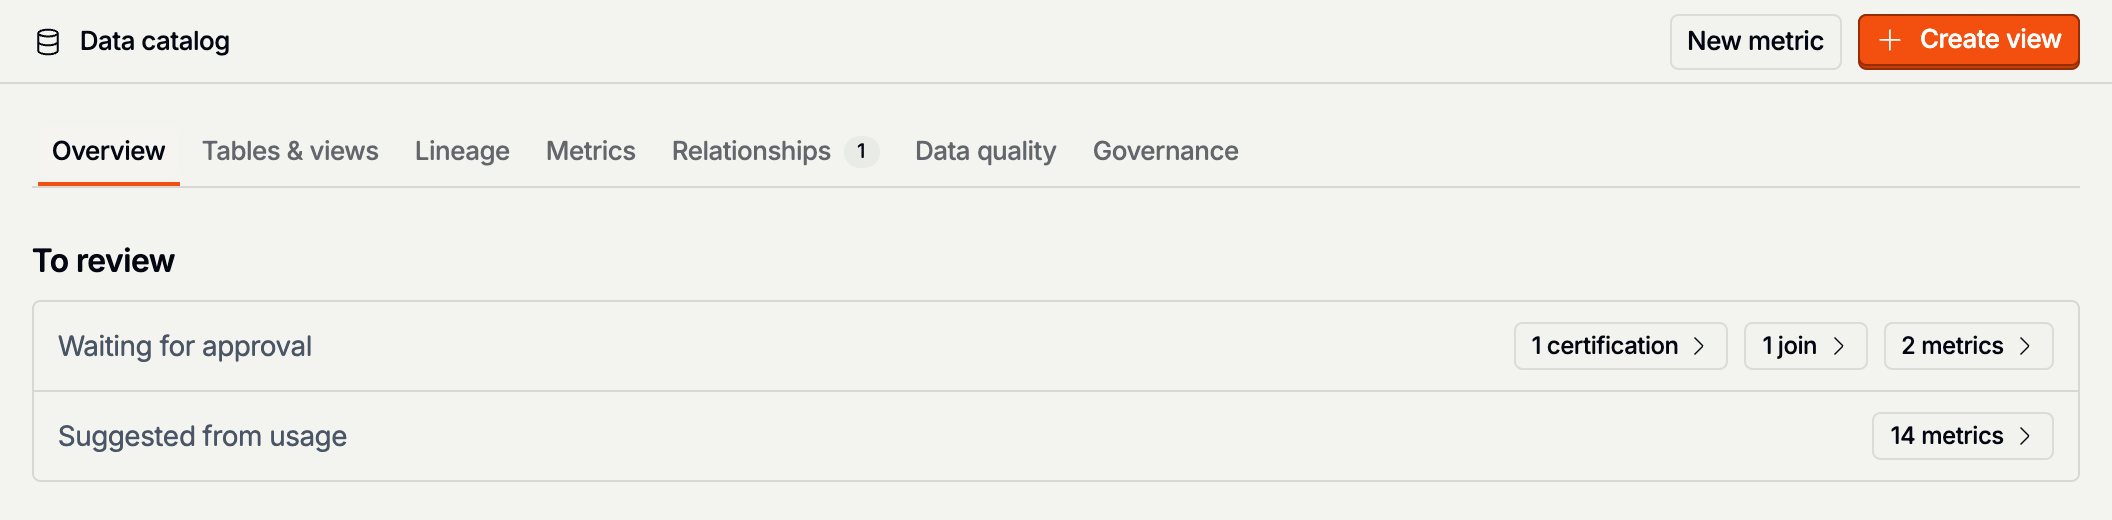 Data catalog
New metric
Create view
Overview Tables & views Lineage Metrics Relationships 1 Data quality Governance
To review
Waiting for approval
1 certification 1 join 2 metrics
Suggested from usage
14 metrics